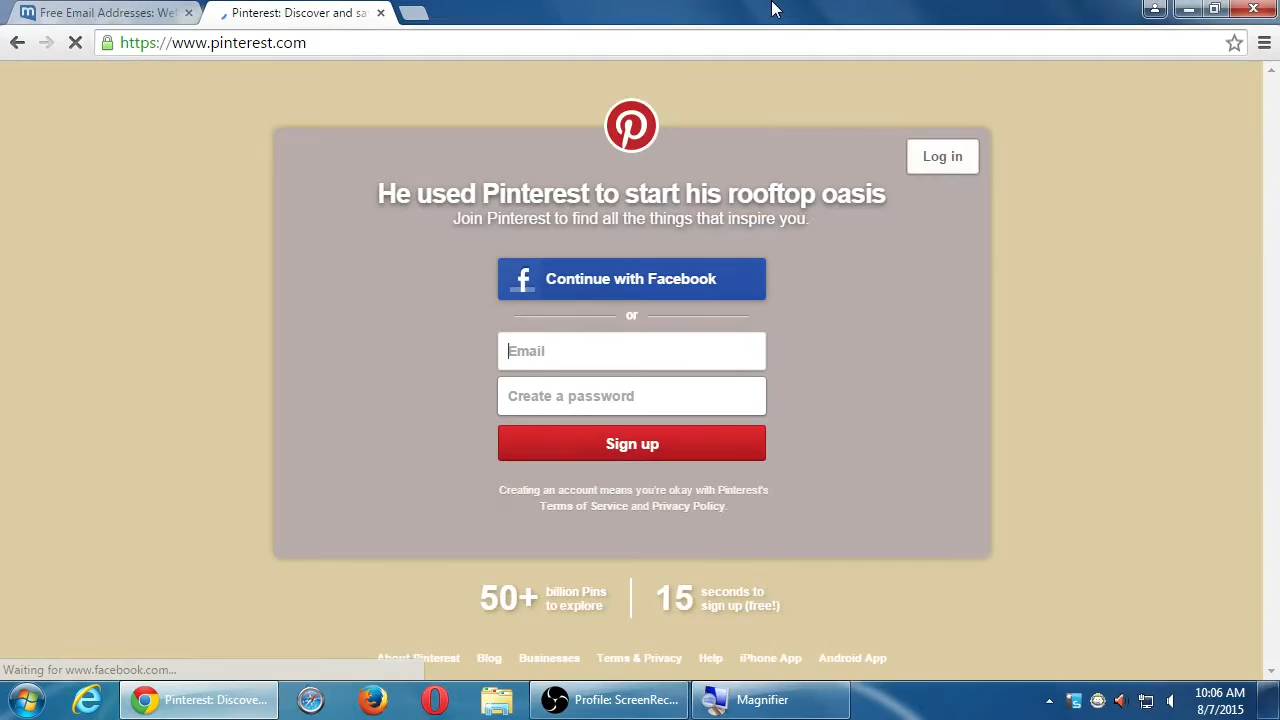 Free Email Addresses: Wel
Pinterest: Discover and sa
https://www.pinterest.com
Log in
He used Pinterest to start his rooftop oasis
Join Pinterest to find all the things that inspire you.
f Continue with Facebook
or
Email
Create a password
Sign up
Creating an account means you're okay with Pinterest's
Terms of Service and Privacy Policy.
50+ billion Pins to explore
15 seconds to sign up (free!)
About Pinterest Blog Businesses Terms & Privacy Help iPhone App Android App
Waiting for www.facebook.com...
Pinterest: Discove...
Profile: ScreenRec...
Magnifier
10:06 AM
8/7/2015